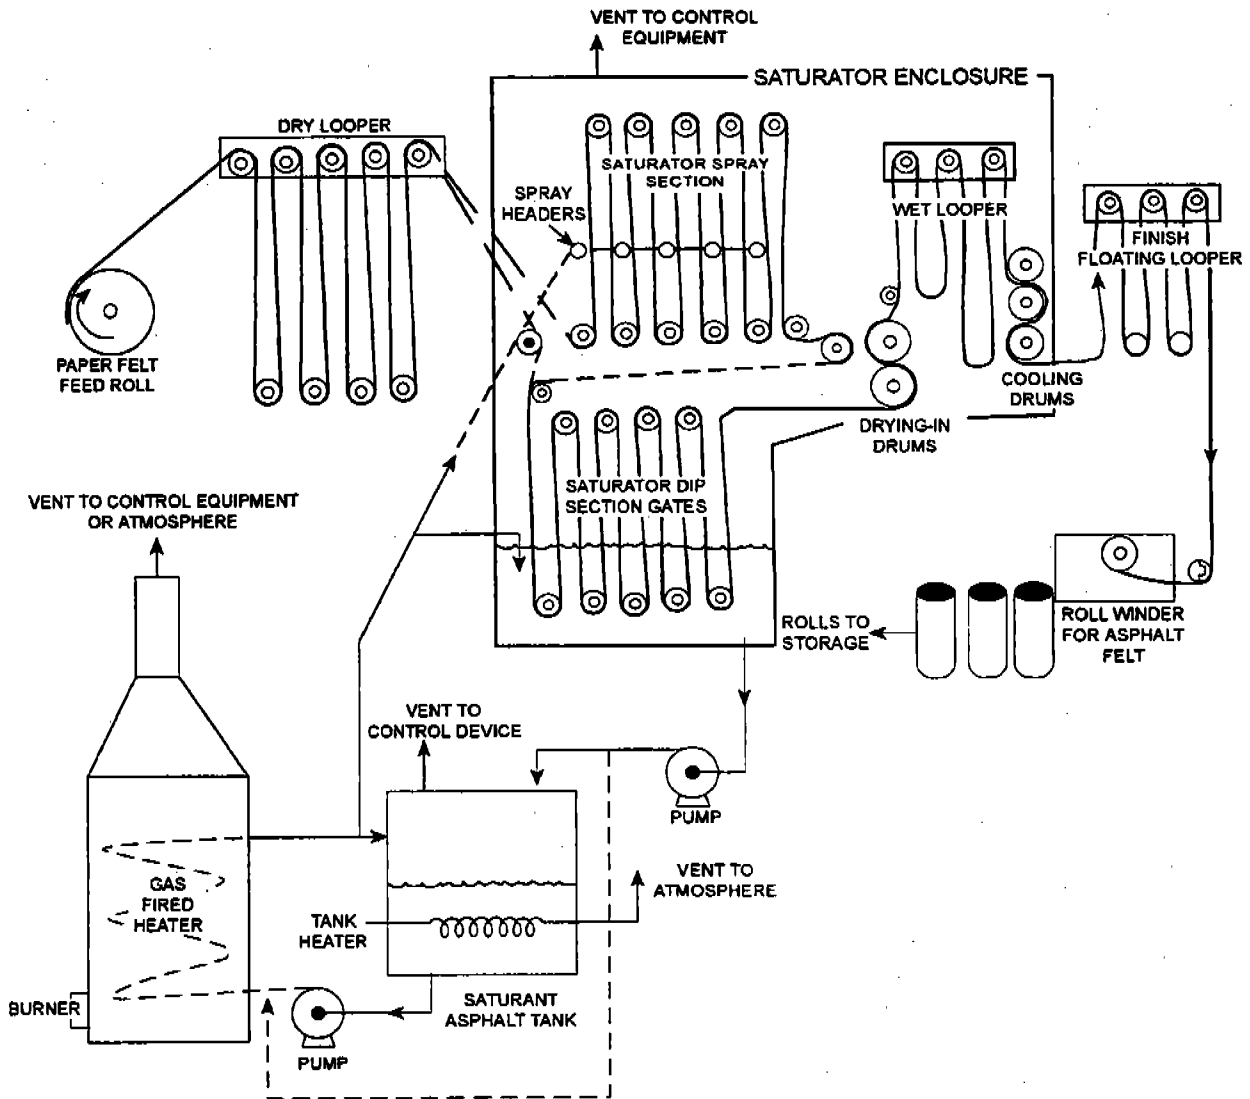 VENT TO CONTROL
EQUIPMENT
SATURATOR ENCLOSURE
DRY LOOPER
SATURATOR SPRAY
SECTION
SPRAY
HEADERS
WET LOOPER
FINISH
FLOATING LOOPER
PAPER FELT
FEED ROLL
COOLING
DRUMS
DRYING-IN
DRUMS
SATURATOR DIP
SECTION GATES
VENT TO CONTROL EQUIPMENT
OR ATMOSPHERE
ROLLS TO
STORAGE
ROLL WINDER
FOR ASPHALT
FELT
VENT TO
CONTROL DEVICE
PUMP
VENT TO
ATMOSPHERE
GAS
FIRED
HEATER
TANK
HEATER
BURNER
SATURANT
ASPHALT TANK
PUMP